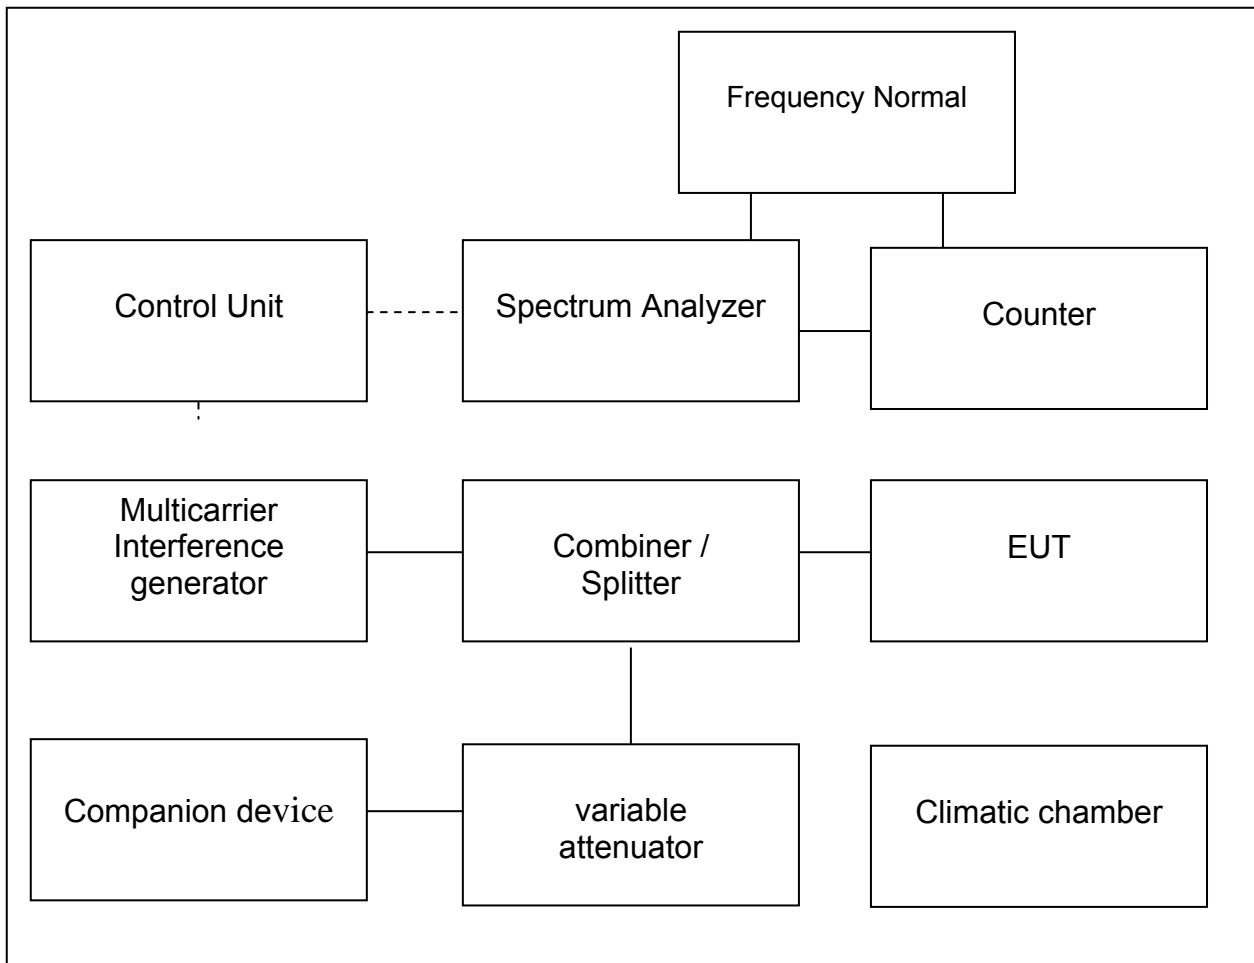 Frequency Normal
Control Unit
Spectrum Analyzer
Counter
Multicarrier
Interference
generator
Combiner /
Splitter
EUT
Companion device
variable
attenuator
Climatic chamber